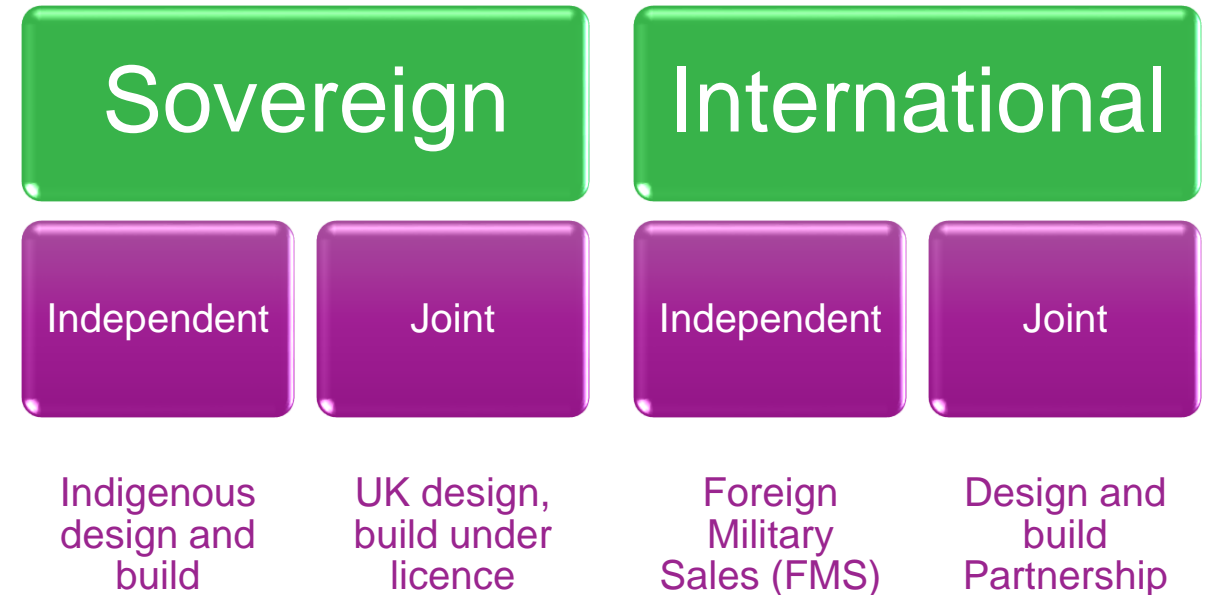 Sovereign
International
Independent
Joint
Independent
Joint
Indigenous
design and
build
UK design,
build under
licence
Foreign
Military
Sales (FMS)
Design and
build
Partnership